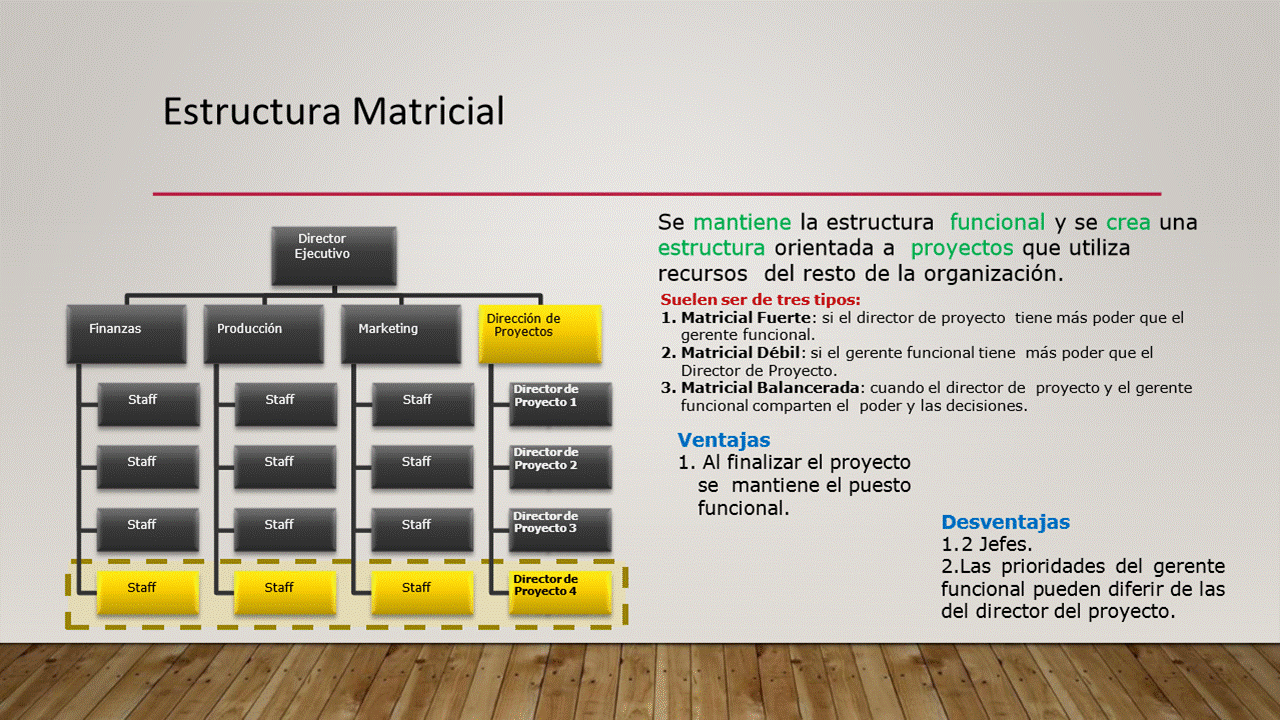 Estructura Matricial
Director
Ejecutivo
Finanzas
Producción
Marketing
Dirección de
Proyectos
Staff
Staff
Staff
Director de
Proyecto 1
Staff
Staff
Staff
Director de
Proyecto 2
Staff
Staff
Staff
Director de
Proyecto 3
Staff
Staff
Staff
Director de
Proyecto 4
Se mantiene la estructura funcional y se crea una
estructura orientada a proyectos que utiliza
recursos del resto de la organización.
Suelen ser de tres tipos:
1. Matricial Fuerte: si el director de proyecto tiene más poder que el
gerente funcional.
2. Matricial Débil: si el gerente funcional tiene más poder que el
Director de Proyecto.
3. Matricial Balancerada: cuando el director de proyecto y el gerente
funcional comparten el poder y las decisiones.
Ventajas
1. Al finalizar el proyecto
se mantiene el puesto
funcional.
Desventajas
1.2 Jefes.
2.Las prioridades del gerente
funcional pueden diferir de las
del director del proyecto.